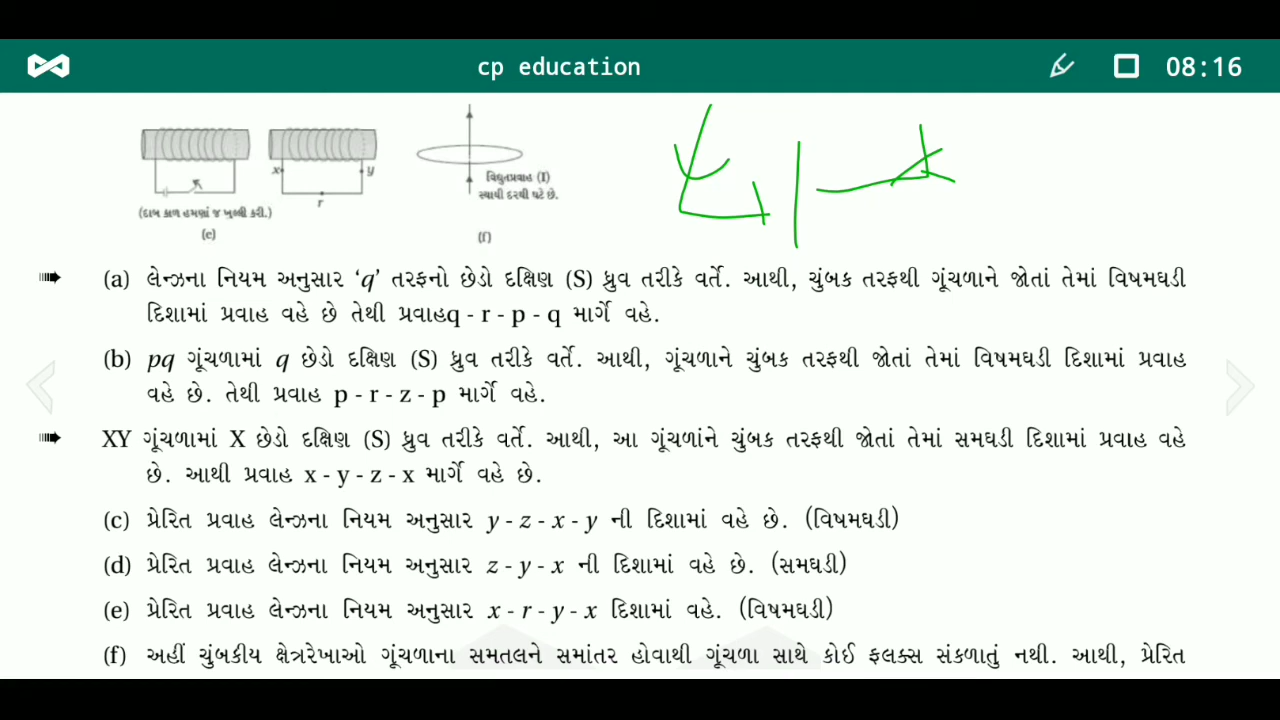 cp education
08:16
x y
r
વિદ્યુતપ્રવાહ (I)
સ્થાયી દરથી ઘટે છે.
(દાબ કાળ હમણાં જ ખુલ્લી કરી.)
(e)
(f)
(a) લેન્ઝના નિયમ અનુસાર ‘q’ તરફનો છેડો દક્ષિણ (S) ધ્રુવ તરીકે વર્તે. આથી, ચુંબક તરફથી ગૂંચળાને જોતાં તેમાં વિષમઘડી
દિશામાં પ્રવાહ વહે છે તેથી પ્રવાહq - r - p - q માર્ગે વહે.
(b) pq ગૂંચળામાં q છેડો દક્ષિણ (S) ધ્રુવ તરીકે વર્તે. આથી, ગૂંચળાને ચુંબક તરફથી જોતાં તેમાં વિષમઘડી દિશામાં પ્રવાહ
વહે છે. તેથી પ્રવાહ p - r - z - p માર્ગે વહે.
XY ગૂંચળામાં X છેડો દક્ષિણ (S) ધ્રુવ તરીકે વર્તે. આથી, આ ગૂંચળાંને ચુંબક તરફથી જોતાં તેમાં સમઘડી દિશામાં પ્રવાહ વહે
છે. આથી પ્રવાહ x - y - z - x માર્ગે વહે છે.
(c) પ્રેરિત પ્રવાહ લેન્ઝના નિયમ અનુસાર y - z - x - y ની દિશામાં વહે છે. (વિષમઘડી)
(d) પ્રેરિત પ્રવાહ લેન્ઝના નિયમ અનુસાર z - y - x ની દિશામાં વહે છે. (સમઘડી)
(e) પ્રેરિત પ્રવાહ લેન્ઝના નિયમ અનુસાર x - r - y - x દિશામાં વહે. (વિષમઘડી)
(f) અહીં ચુંબકીય ક્ષેત્રરેખાઓ ગૂંચળાના સમતલને સમાંતર હોવાથી ગૂંચળા સાથે કોઈ ફલક્સ સંકળાતું નથી. આથી, પ્રેરિત